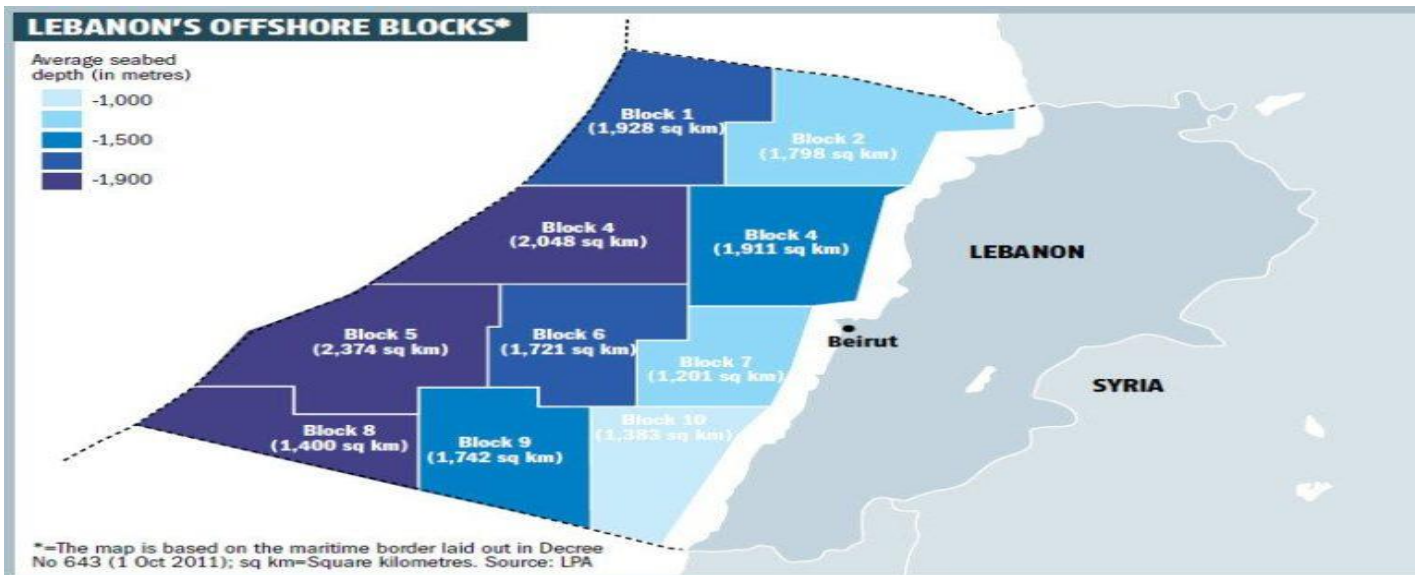 LEBANON'S OFFSHORE BLOCKS*
Average seabed
depth (in metres)
-1,000
-1,500
-1,900
Block 1
(1,928 sq km)
Block 2
(1,798 sq km)
Block 4
(2,048 sq km)
Block 4
(1,911 sq km)
LEBANON
Block 5
(2,374 sq km)
Block 6
(1,721 sq km)
Beirut
Block 7
(1,201 sq km)
SYRIA
Block 8
(1,400 sq km)
Block 9
(1,742 sq km)
Block 10
(1,383 sq km)
*=The map is based on the maritime border laid out in Decree
No 643 (1 Oct 2011); sq km=Square kilometres. Source: LPA